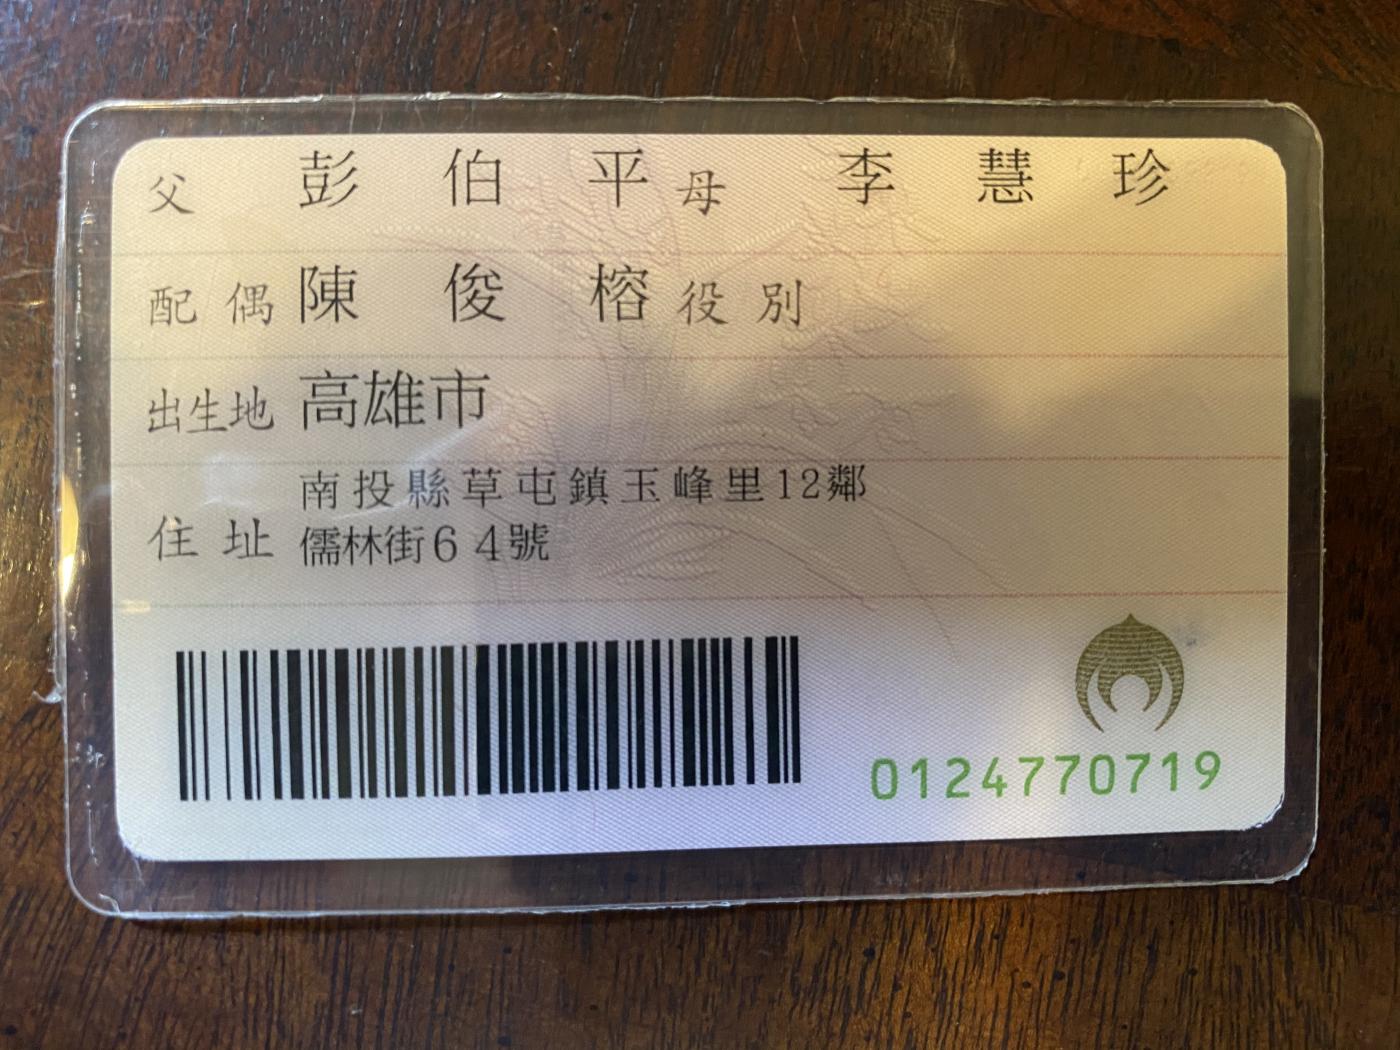 父 彭伯平 母 李慧珍
配偶 陳俊榕 役別
出生地 高雄市
住址 南投縣草屯鎮玉峰里12鄰
儒林街64號
0124770719